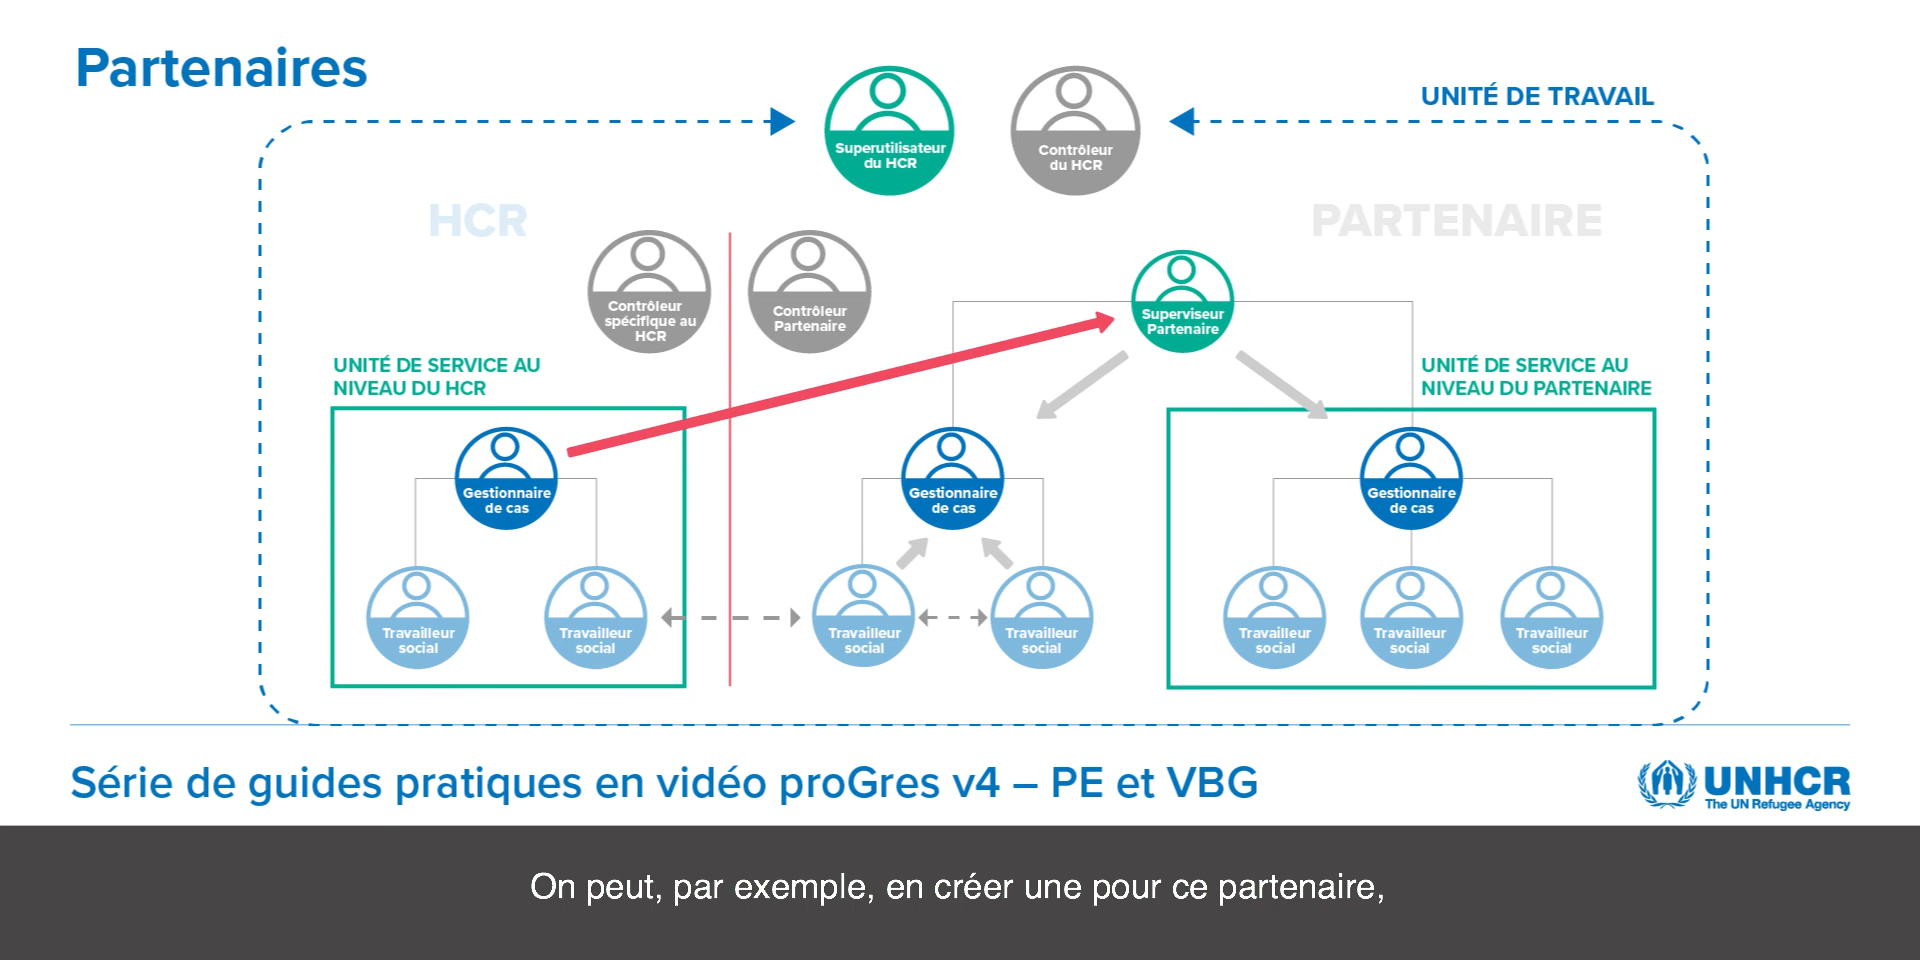 Partenaires
UNITÉ DE TRAVAIL
Superutilisateur
du HCR
Contrôleur
du HCR
HCR
PARTENAIRE
Contrôleur
spécifique au
HCR
Contrôleur
Partenaire
Superviseur
Partenaire
UNITÉ DE SERVICE AU
NIVEAU DU HCR
UNITÉ DE SERVICE AU
NIVEAU DU PARTENAIRE
Gestionnaire
de cas
Gestionnaire
de cas
Gestionnaire
de cas
Travailleur
social
Travailleur
social
Travailleur
social
Travailleur
social
Travailleur
social
Travailleur
social
Travailleur
social
Série de guides pratiques en vidéo proGres v4 – PE et VBG
UNHCR
The UN Refugee Agency
On peut, par exemple, en créer une pour ce partenaire,